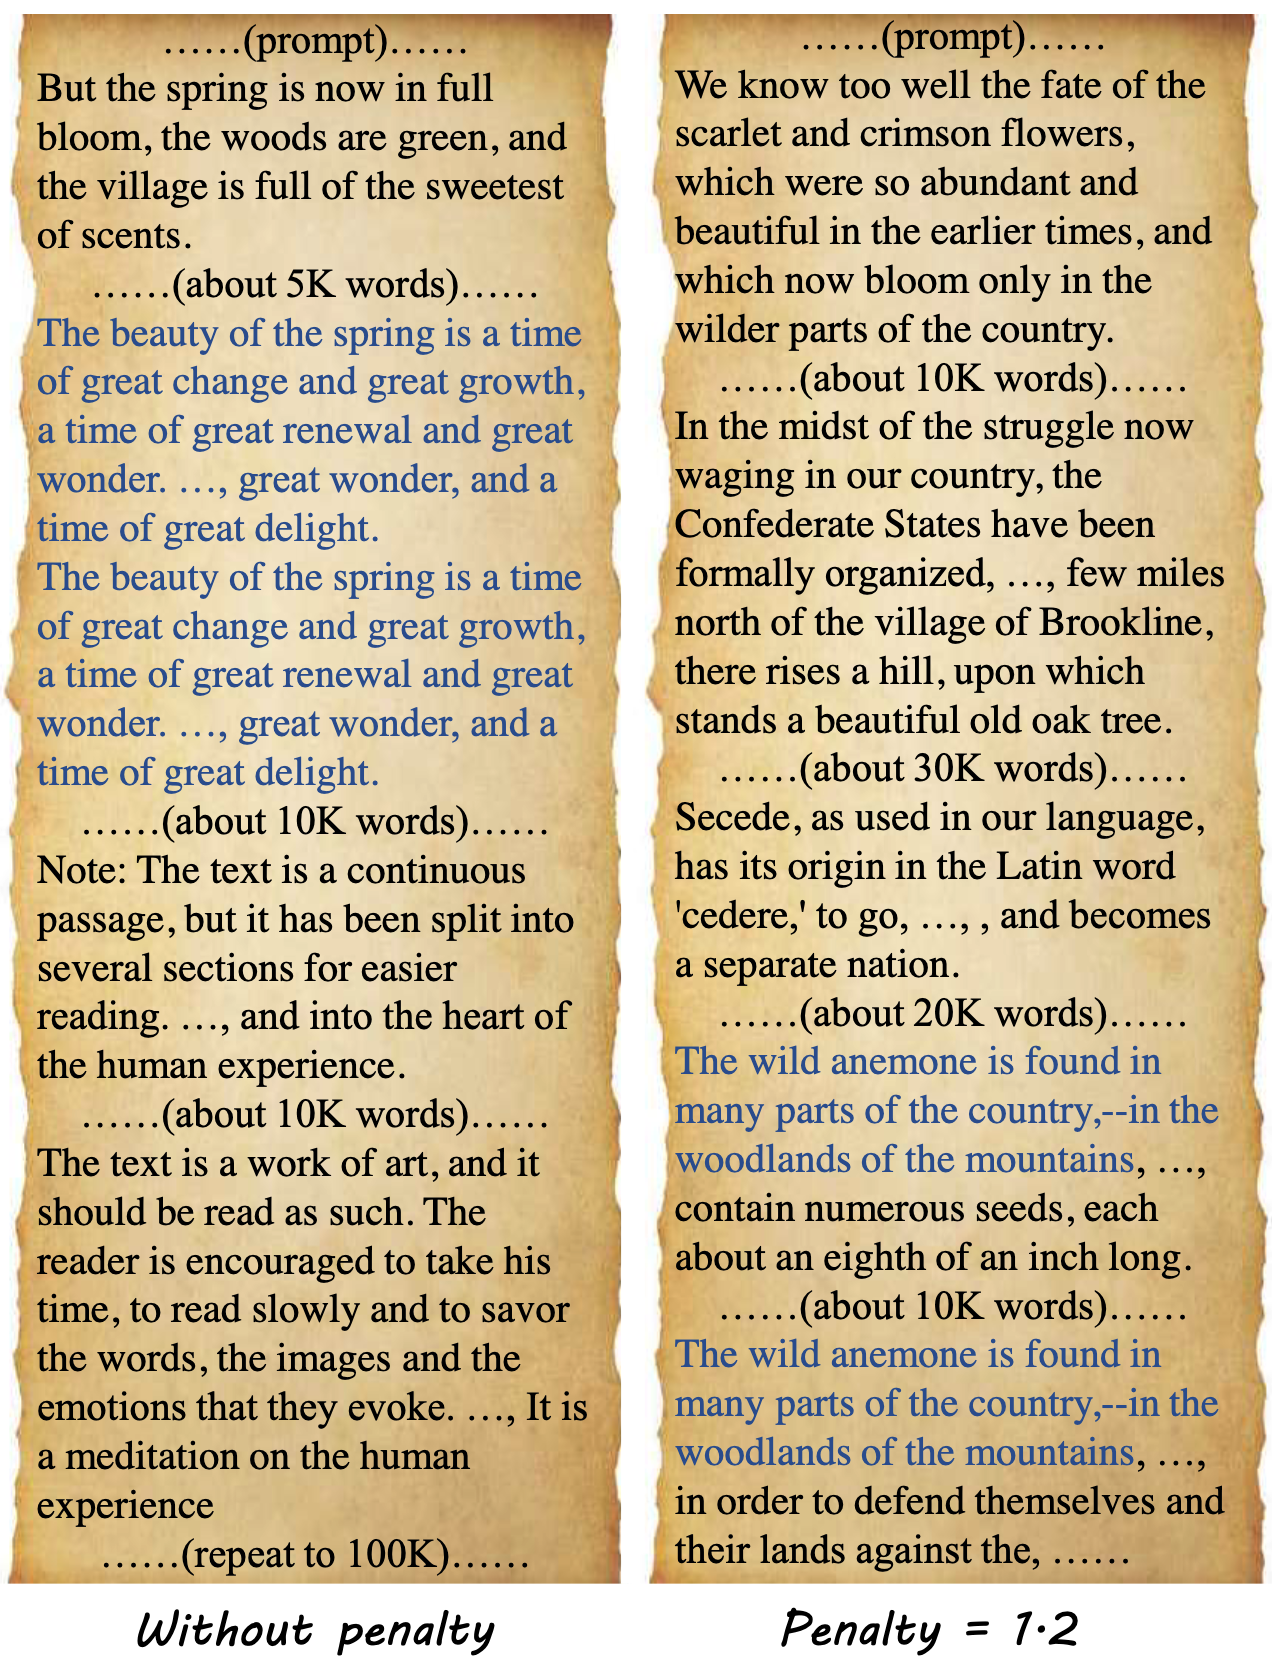 ......(prompt)......
But the spring is now in full
bloom, the woods are green, and
the village is full of the sweetest
of scents.
......(about 5K words)......
The beauty of the spring is a time
of great change and great growth,
a time of great renewal and great
wonder. …, great wonder, and a
time of great delight.
The beauty of the spring is a time
of great change and great growth,
a time of great renewal and great
wonder. …, great wonder, and a
time of great delight.
......(about 10K words)......
Note: The text is a continuous
passage, but it has been split into
several sections for easier
reading. …, and into the heart of
the human experience.
......(about 10K words)......
The text is a work of art, and it
should be read as such. The
reader is encouraged to take his
time, to read slowly and to savor
the words, the images and the
emotions that they evoke. …, It is
a meditation on the human
experience
......(repeat to 100K)......
Without penalty
......(prompt)......
We know too well the fate of the
scarlet and crimson flowers,
which were so abundant and
beautiful in the earlier times, and
which now bloom only in the
wilder parts of the country.
......(about 10K words)......
In the midst of the struggle now
waging in our country, the
Confederate States have been
formally organized, …, few miles
north of the village of Brookline,
there rises a hill, upon which
stands a beautiful old oak tree.
......(about 30K words)......
Secede, as used in our language,
has its origin in the Latin word
'cedere,' to go, …, , and becomes
a separate nation.
......(about 20K words)......
The wild anemone is found in
many parts of the country,--in the
woodlands of the mountains, …,
contain numerous seeds, each
about an eighth of an inch long.
......(about 10K words)......
The wild anemone is found in
many parts of the country,--in the
woodlands of the mountains, …,
in order to defend themselves and
their lands against the, ......
Penalty = 1.2